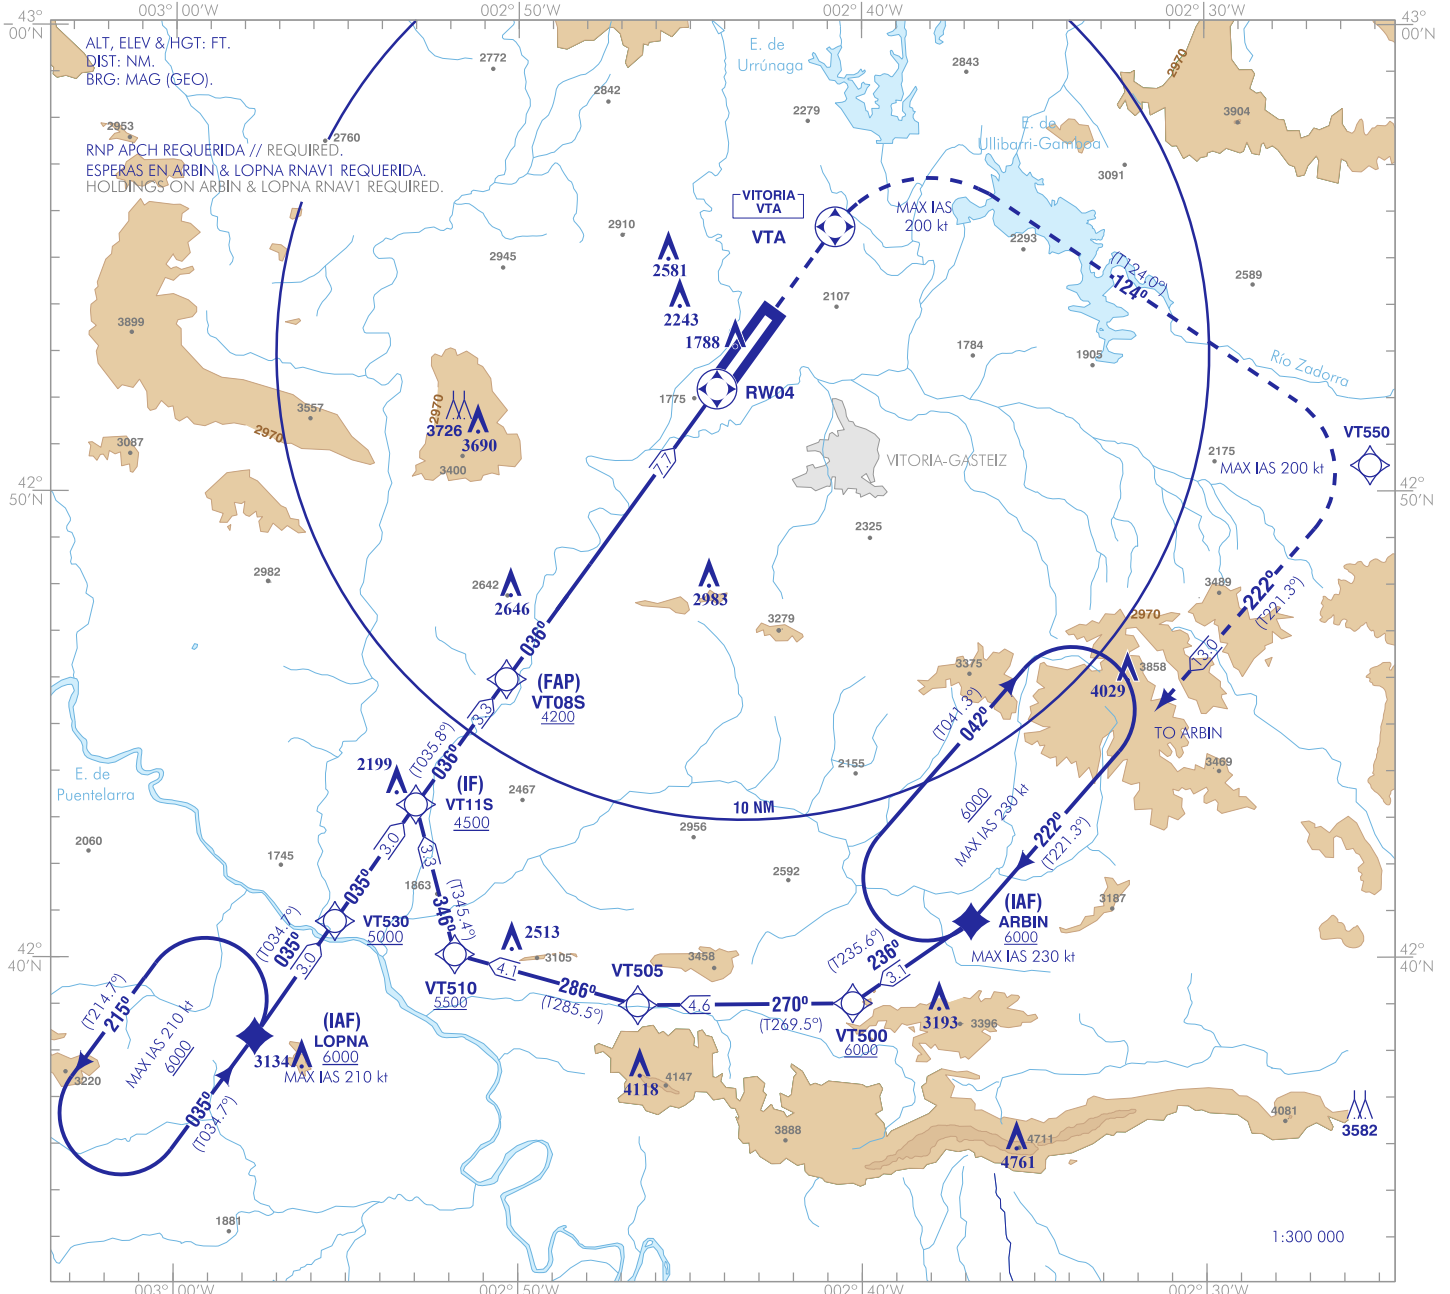 003°00'W
002°50'W
002°40'W
002°30'W
43°
00'N
43°
00'N
ALT, ELEV & HGT: FT.
DIST: NM.
BRG: MAG (GEO).
2772
2842
E. de
Urrúnaga
2843
2970
3904
2279
2953
2760
E. de
Ullibarri-Gamboa
RNP APCH REQUERIDA // REQUIRED.
ESPERAS EN ARBIN & LOPNA RNAV1 REQUERIDA.
HOLDINGS ON ARBIN & LOPNA RNAV1 REQUIRED.
3091
VITORIA
VTA
VTA
MAX IAS
200 kt
2910
2945
2581
2293
(T124.0°)
124°
2589
2243
2107
3899
1788
1784
1905
Río Zadorra
RW04
1775
3557
2970
2970
3726
3690
3400
3087
7.7
VITORIA-GASTEIZ
2175
MAX IAS 200 kt
VT550
42°
50'N
42°
50'N
2325
2982
2642
2646
2983
3279
3489
222°
(T221.3°)
2970
036°
13.0
3375
3858
4029
(FAP)
VT08S
4200
3.3
(T041.3°)
042°
TO ARBIN
(T035.8°)
036°
2199
(IF)
VT11S
4500
2467
2155
3469
E. de
Puentelarra
10 NM
6000
MAX IAS 230 kt
222°
(T221.3°)
2956
2060
1745
3.0
3.3
1863
2592
3187
035°
(T345.4°)
346°
(IAF)
ARBIN
6000
MAX IAS 230 kt
VT530
5000
(T034.7°)
035°
3.0
2513
3105
3458
(T235.6°)
236°
3.1
42°
40'N
42°
40'N
VT510
5500
4.1
286°
(T285.5°)
VT505
4.6
270°
(T269.5°)
VT500
6000
3193
3396
(T214.7°)
215°
MAX IAS 210 kt
6000
(IAF)
LOPNA
6000
MAX IAS 210 kt
3134
3220
035°
(T034.7°)
4118
4147
3888
4711
4761
4081
3582
1881
1:300 000
003°00'W
002°50'W
002°40'W
002°30'W